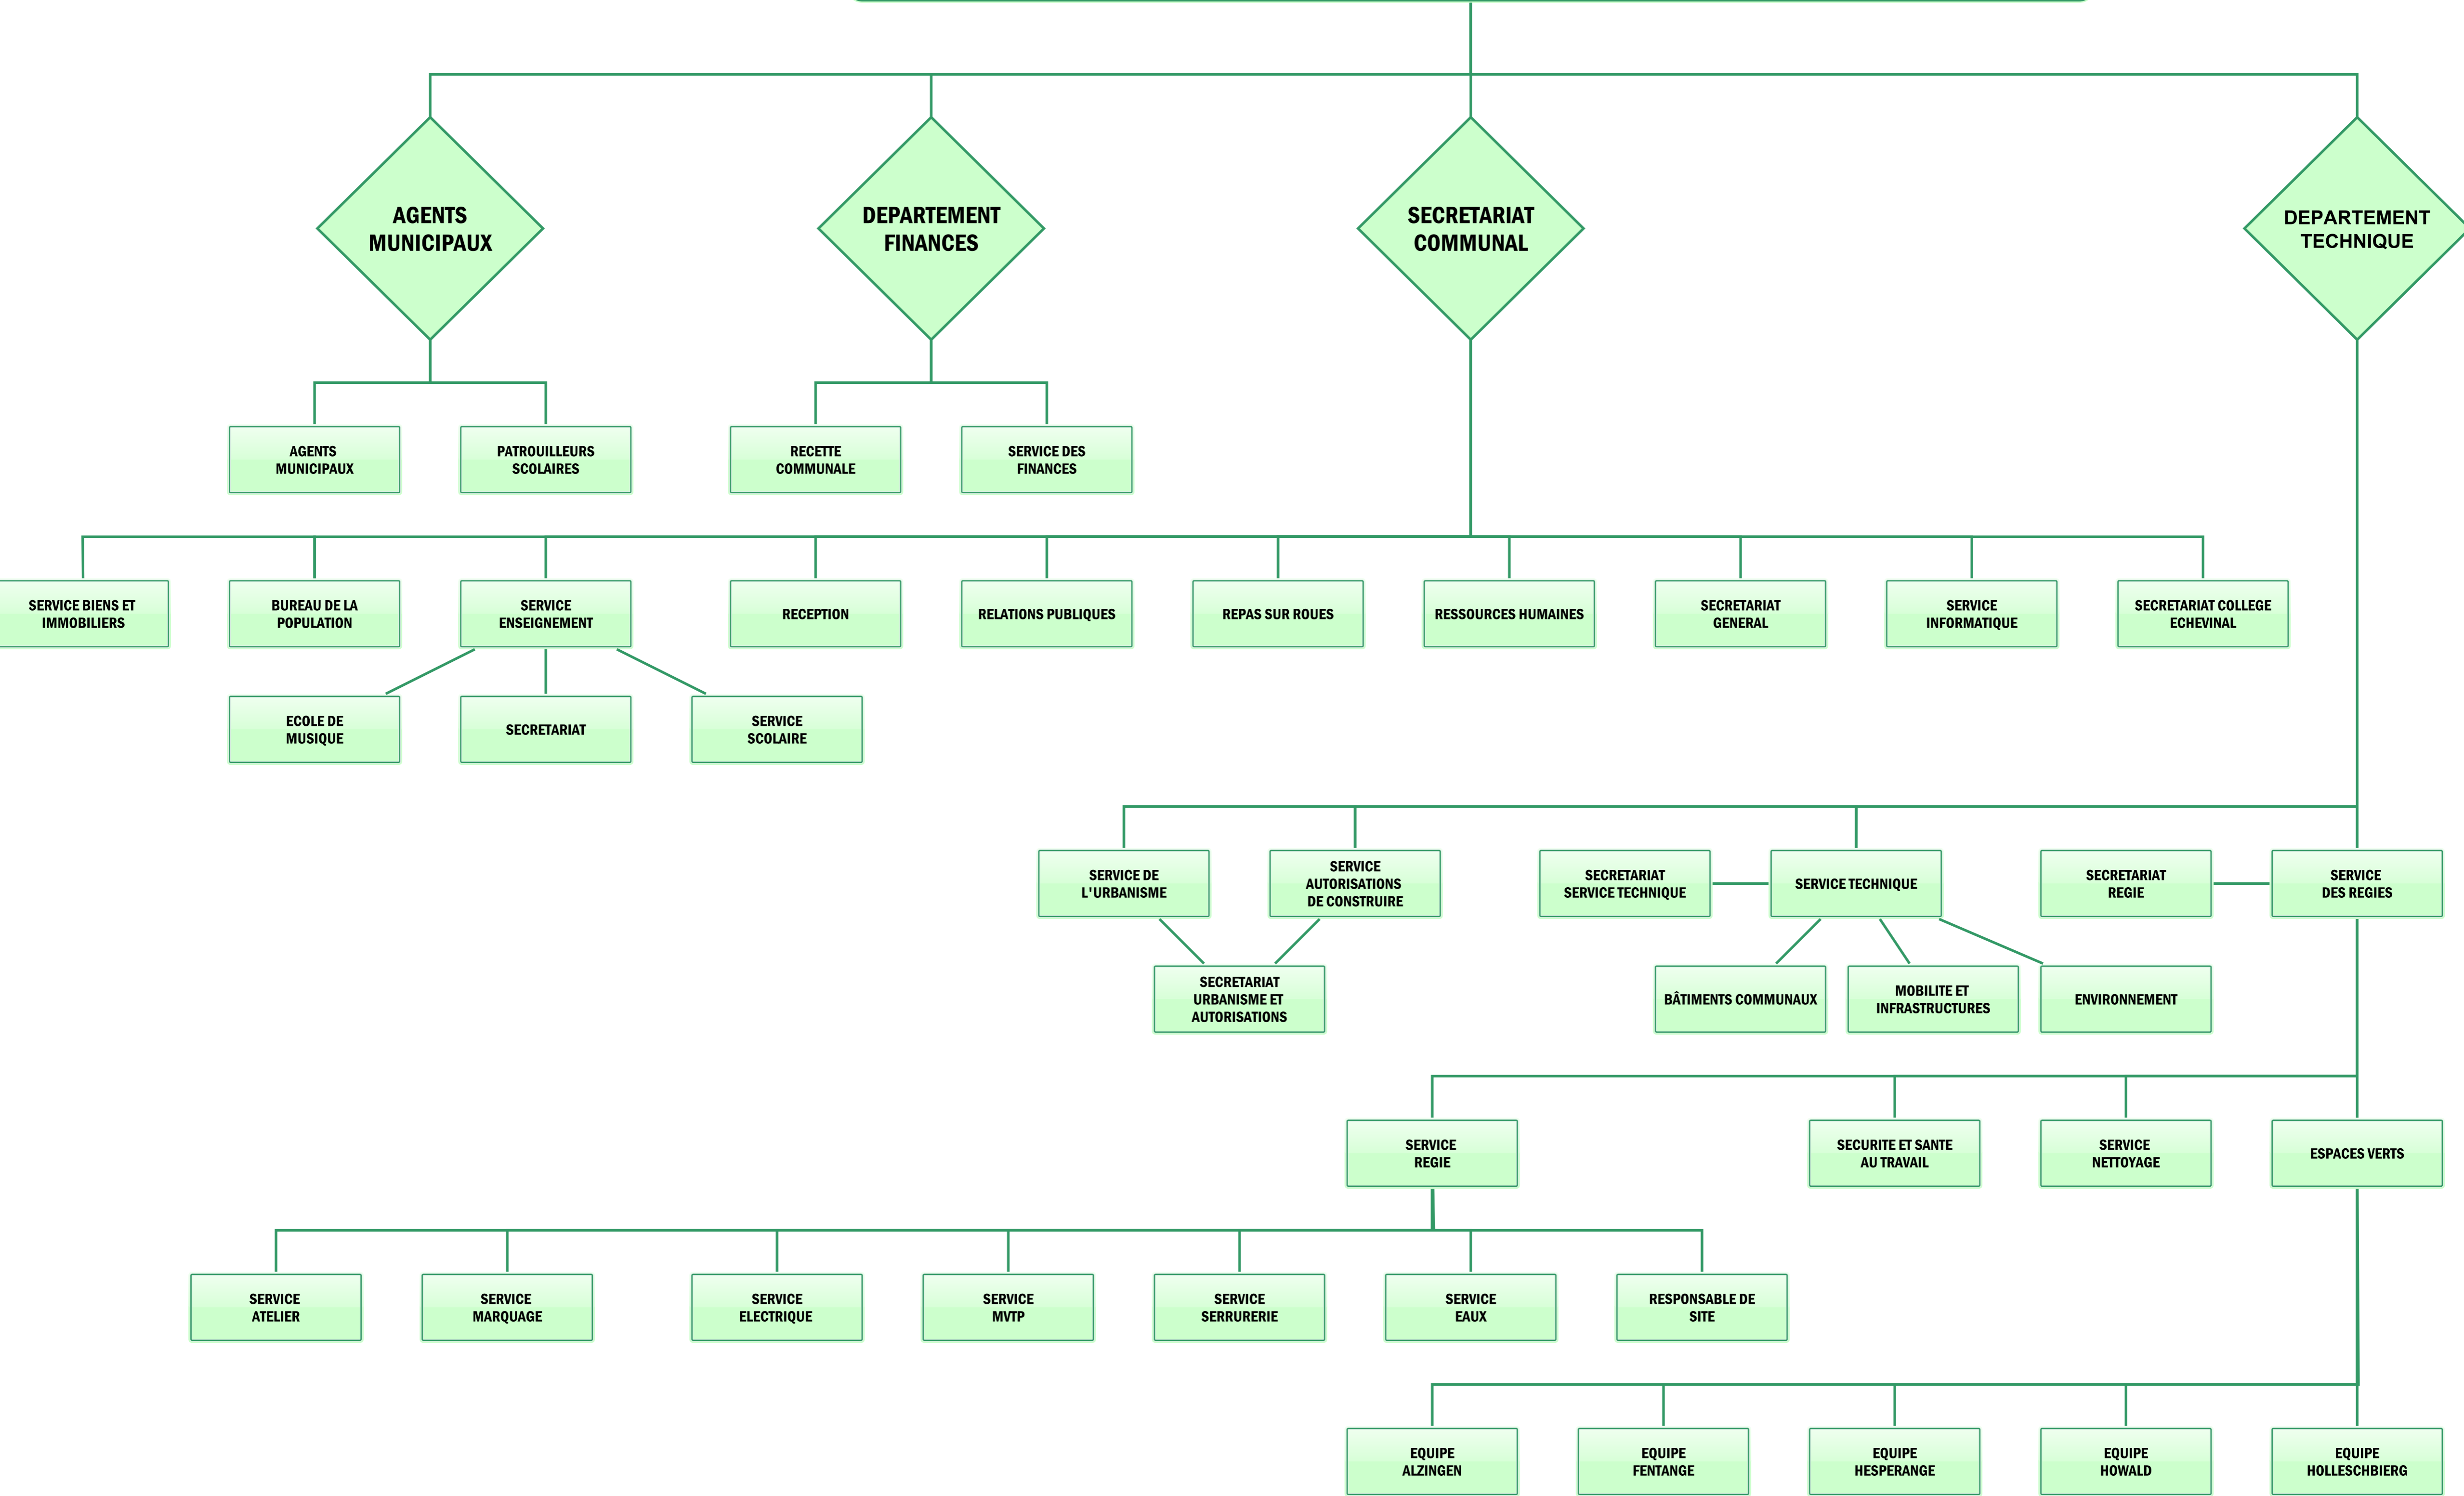 AGENTS
MUNICIPAUX
DEPARTEMENT
FINANCES
SECRETARIAT
COMMUNAL
DEPARTEMENT
TECHNIQUE
AGENTS
MUNICIPAUX
PATROUILLEURS
SCOLAIRES
RECETTE
COMMUNALE
SERVICE DES
FINANCES
SERVICE BIENS ET
IMMOBILIERS
BUREAU DE LA
POPULATION
SERVICE
ENSEIGNEMENT
RECEPTION
RELATIONS PUBLIQUES
REPAS SUR ROUES
RESSOURCES HUMAINES
SECRETARIAT
GENERAL
SERVICE
INFORMATIQUE
SECRETARIAT COLLEGE
ECHEVINAL
ECOLE DE
MUSIQUE
SECRETARIAT
SERVICE
SCOLAIRE
SERVICE DE
L'URBANISME
SERVICE
AUTORISATIONS
DE CONSTRUIRE
SECRETARIAT
SERVICE TECHNIQUE
SERVICE TECHNIQUE
SECRETARIAT
REGIE
SERVICE
DES REGIES
SECRETARIAT
URBANISME ET
AUTORISATIONS
BÂTIMENTS COMMUNAUX
MOBILITE ET
INFRASTRUCTURES
ENVIRONNEMENT
SERVICE
REGIE
SECURITE ET SANTE
AU TRAVAIL
SERVICE
NETTOYAGE
ESPACES VERTS
SERVICE
ATELIER
SERVICE
MARQUAGE
SERVICE
ELECTRIQUE
SERVICE
MVTP
SERVICE
SERRURERIE
SERVICE
EAUX
RESPONSABLE DE
SITE
EQUIPE
ALZINGEN
EQUIPE
FENTANGE
EQUIPE
HESPERANGE
EQUIPE
HOWALD
EQUIPE
HOLLESCHBIERG